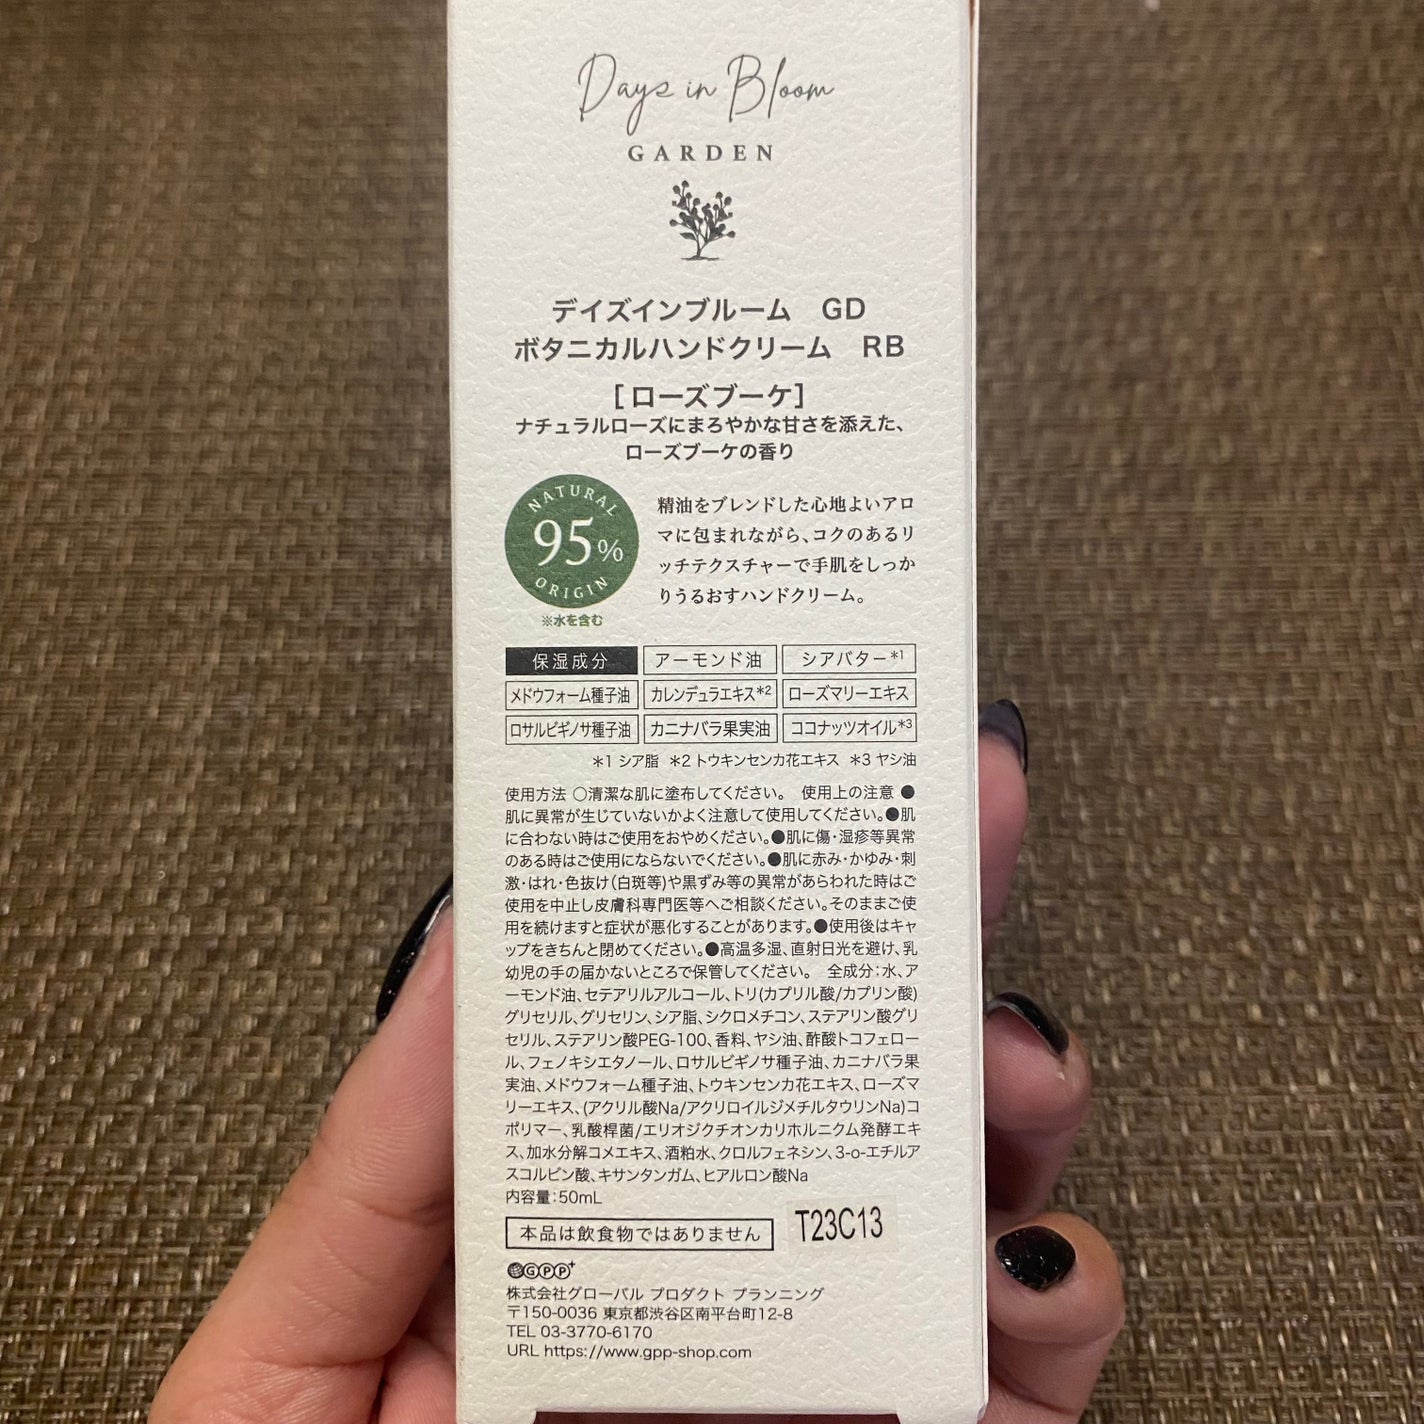 Days in Bloom
GARDEN
デイズインブルーム　GD
ボタニカルハンドクリーム　RB
［ローズブーケ］
ナチュラルローズにまろやかな甘さを添えた、
ローズブーケの香り
NATURAL
95%
ORIGIN
※水を含む
精油をブレンドした心地よいアロ
マに包まれながら、コクのあるリ
ッチテクスチャーで手肌をしっか
りうるおすハンドクリーム。
保湿成分 アーモンド油 シアバター＊1
メドウフォーム種子油 カレンデュラエキス＊2 ローズマリーエキス
ロサルビギノサ種子油 カニナバラ果実油 ココナッツオイル＊3
＊1 シア脂 ＊2 トウキンセンカ花エキス ＊3 ヤシ油
使用方法 ○清潔な肌に塗布してください。　使用上の注意 ●
肌に異常が生じていないかよく注意して使用してください。●肌
に合わない時はご使用をおやめください。●肌に傷・湿疹等異常
のある時はご使用にならないでください。●肌に赤み・かゆみ・刺
激・はれ・色抜け（白斑等）や黒ずみ等の異常があらわれた時はご
使用を中止し皮膚科専門医等へご相談ください。そのままご使
用を続けますと症状が悪化することがあります。●使用後はキャ
ップをきちんと閉めてください。●高温多湿、直射日光を避け、乳
幼児の手の届かないところで保管してください。　全成分：水、ア
ーモンド油、セテアリルアルコール、トリ(カプリル酸/カプリン酸)
グリセリル、グリセリン、シア脂、シクロメチコン、ステアリン酸グリ
セリル、ステアリン酸PEG-100、香料、ヤシ油、酢酸トコフェロー
ル、フェノキシエタノール、ロサルビギノサ種子油、カニナバラ果
実油、メドウフォーム種子油、トウキンセンカ花エキス、ローズマ
リーエキス、(アクリル酸Na/アクリロイルジメチルタウリンNa)コ
ポリマー、乳酸桿菌/エリオジクチオンカリホルニクム発酵エキ
ス、加水分解コメエキス、酒粕水、クロルフェネシン、3-o-エチルア
スコルビン酸、キサンタンガム、ヒアルロン酸Na
内容量：50mL
本品は飲食物ではありません T23C13
GPP+
株式会社グローバル プロダクト プランニング
〒150-0036 東京都渋谷区南平台町12-8
TEL 03-3770-6170
URL https://www.gpp-shop.com